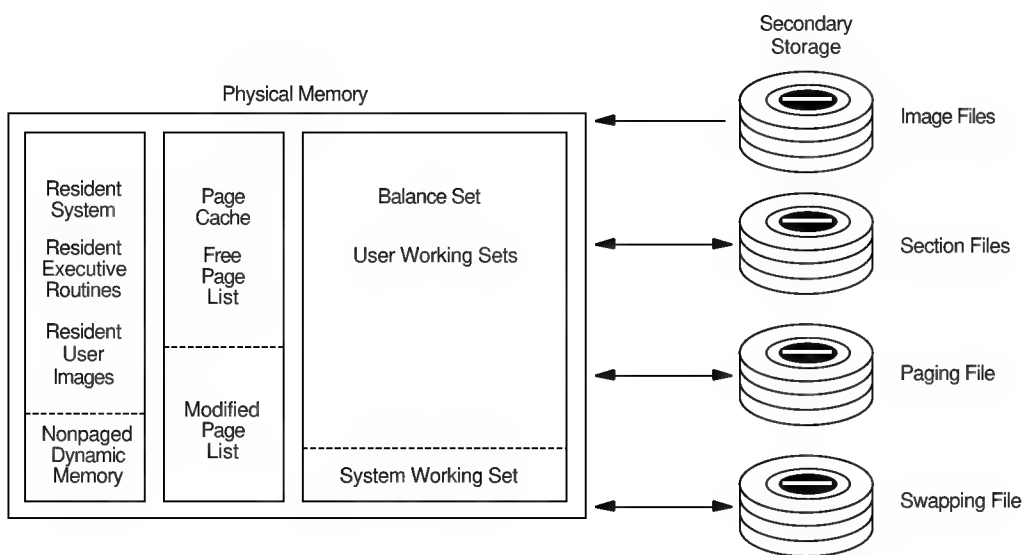 Secondary
Storage
Physical Memory
Image Files
Resident
System
Resident
Executive
Routines
Resident
User
Images
Nonpaged
Dynamic
Memory
Page
Cache
Free
Page
List
Modified
Page
List
Balance Set
User Working Sets
System Working Set
Section Files
Paging File
Swapping File